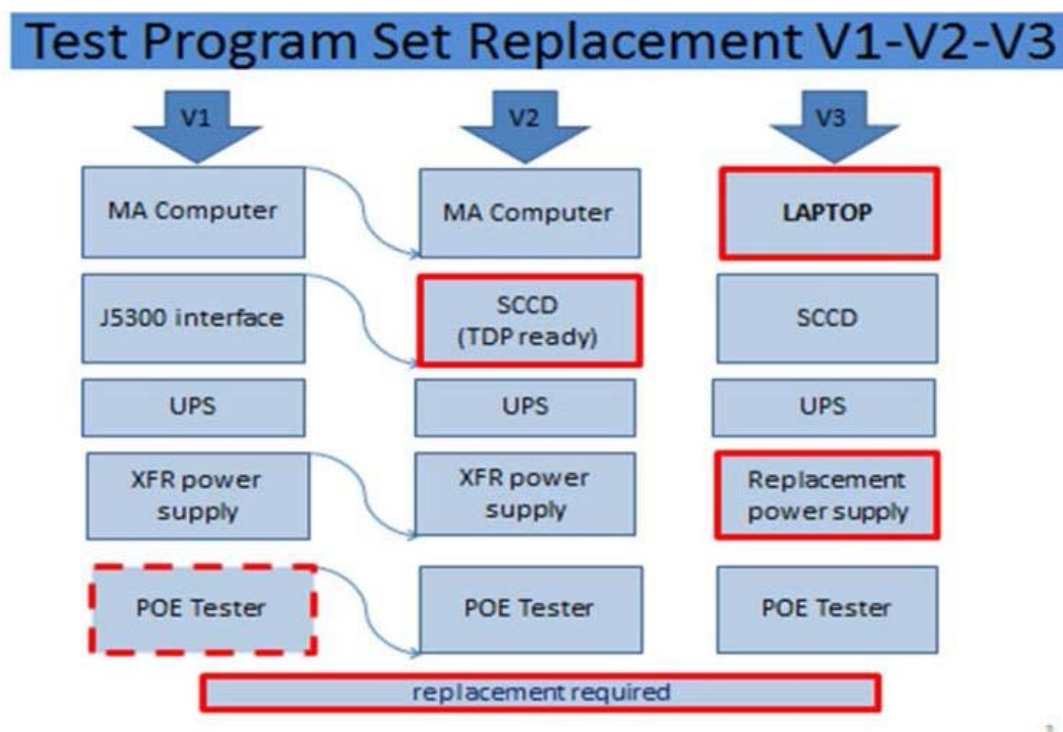 Test Program Set Replacement V1-V2-V3
V1
V2
V3
MA Computer
MA Computer
LAPTOP
J5300 interface
SCCD
(TDP ready)
SCCD
UPS
UPS
UPS
XFR power
supply
XFR power
supply
Replacement
power supply
POE Tester
POE Tester
POE Tester
replacement required